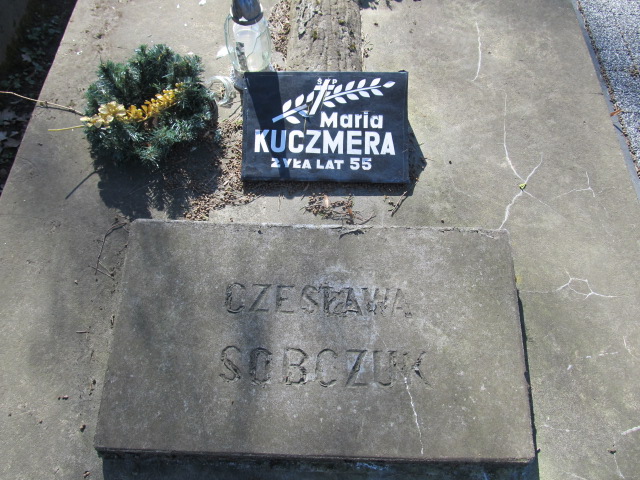 Ś P
Maria
KUCZMERA
ŻYŁA LAT 55
CZESŁAWA
SOBCZUK